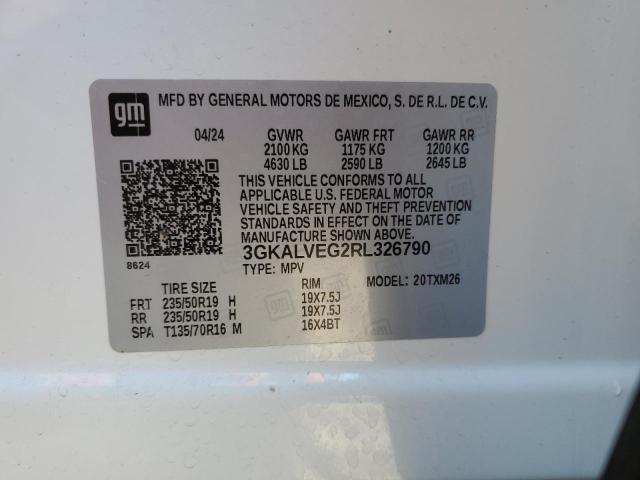 gm
MFD BY GENERAL MOTORS DE MEXICO, S. DE R.L. DE C.V.
04/24 GVWR GAWR FRT GAWR RR
2100 KG 1175 KG 1200 KG
4630 LB 2590 LB 2645 LB
THIS VEHICLE CONFORMS TO ALL
APPLICABLE U.S. FEDERAL MOTOR
VEHICLE SAFETY AND THEFT PREVENTION
STANDARDS IN EFFECT ON THE DATE OF
MANUFACTURE SHOWN ABOVE.
3GKALVEG2RL326790
8624
TYPE: MPV MODEL: 20TXM26
TIRE SIZE RIM
FRT 235/50R19 H 19X7.5J
RR 235/50R19 H 19X7.5J
SPA T135/70R16 M 16X4BT